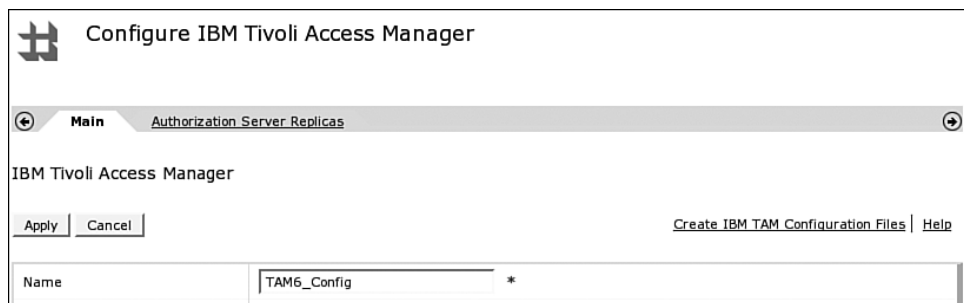 Configure IBM Tivoli Access Manager
Main Authorization Server Replicas
IBM Tivoli Access Manager
Apply Cancel Create IBM TAM Configuration Files | Help
Name TAM6_Config *